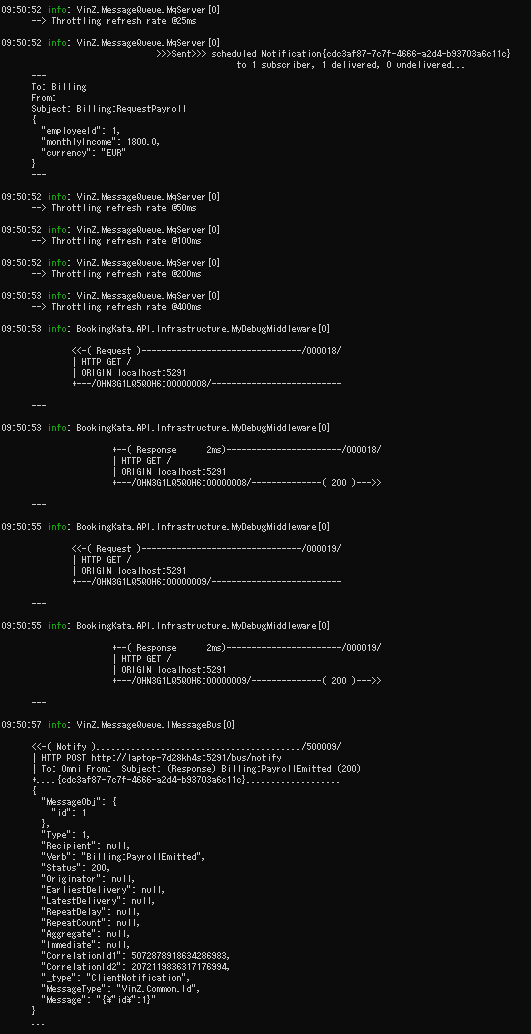 09:50:52 info: VinZ.MessageQueue.MqServer[0]
--> Throttling refresh rate @25ms
09:50:52 info: VinZ.MessageQueue.MqServer[0]
>>>Sent>>> scheduled Notification{cdc3af87-7c7f-4666-a2d4-b93703a6c11c}
to 1 subscriber, 1 delivered, 0 undelivered...
---
To: Billing
From:
Subject: Billing:RequestPayroll
{
"employeeId": 1,
"monthlyIncome": 1800.0,
"currency": "EUR"
}
---
09:50:52 info: VinZ.MessageQueue.MqServer[0]
--> Throttling refresh rate @50ms
09:50:52 info: VinZ.MessageQueue.MqServer[0]
--> Throttling refresh rate @100ms
09:50:52 info: VinZ.MessageQueue.MqServer[0]
--> Throttling refresh rate @200ms
09:50:53 info: VinZ.MessageQueue.MqServer[0]
--> Throttling refresh rate @400ms
09:50:53 info: BookingKata.API.Infrastructure.MyDebugMiddleware[0]
<<-( Request )--------------------------------/000018/
| HTTP GET /
| ORIGIN localhost:5291
+---/0HN3G1LQ5Q0H6:00000008/--------------------------
---
09:50:53 info: BookingKata.API.Infrastructure.MyDebugMiddleware[0]
+--( Response      2ms)-----------------------/000018/
| HTTP GET /
| ORIGIN localhost:5291
+---/0HN3G1LQ5Q0H6:00000008/--------------( 200 )--->>
---
09:50:55 info: BookingKata.API.Infrastructure.MyDebugMiddleware[0]
<<-( Request )--------------------------------/000019/
| HTTP GET /
| ORIGIN localhost:5291
+---/0HN3G1LQ5Q0H6:00000009/--------------------------
---
09:50:55 info: BookingKata.API.Infrastructure.MyDebugMiddleware[0]
+--( Response      2ms)-----------------------/000019/
| HTTP GET /
| ORIGIN localhost:5291
+---/0HN3G1LQ5Q0H6:00000009/--------------( 200 )--->>
---
09:50:57 info: VinZ.MessageQueue.IMessageBus[0]
<<-( Notify ).........................................../500009/
| HTTP POST http://laptop-7d28kh4s:5291/bus/notify
| To: Omni From:  Subject: (Response) Billing:PayrollEmitted (200)
+....{cdc3af87-7c7f-4666-a2d4-b93703a6c11c}...................
{
"MessageObj": {
"id": 1
},
"Type": 1,
"Recipient": null,
"Verb": "Billing:PayrollEmitted",
"Status": 200,
"Originator": null,
"EarliestDelivery": null,
"LatestDelivery": null,
"RepeatDelay": null,
"RepeatCount": null,
"Aggregate": null,
"Immediate": null,
"CorrelationId1": 5072878918634286983,
"CorrelationId2": 2072119836317176994,
"_type": "ClientNotification",
"MessageType": "VinZ.Common.Id",
"Message": "{¥"id¥":1}"
}
...